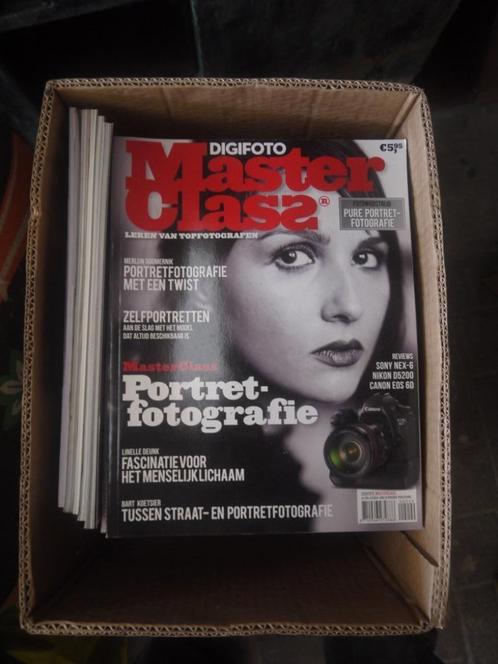 DIGIFOTO
€5,95
Master
Class
LEREN VAN TOPFOTOGRAFEN
PURE PORTRET-
FOTOGRAFIE
MERLIJN DOOMERNIK
PORTRETFOTOGRAFIE
MET EEN TWIST
ZELFPORTRETTEN
AAN DE SLAG MET HET MODEL
DAT ALTIJD BESCHIKBAAR IS
MasterClass
Portret-
fotografie
REVIEWS
SONY NEX-6
NIKON D5200
CANON EOS 6D
Canon
LINELLE DEUNK
FASCINATIE VOOR
HET MENSELIJK LICHAAM
BART KOETSIER
TUSSEN STRAAT- EN PORTRETFOTOGRAFIE